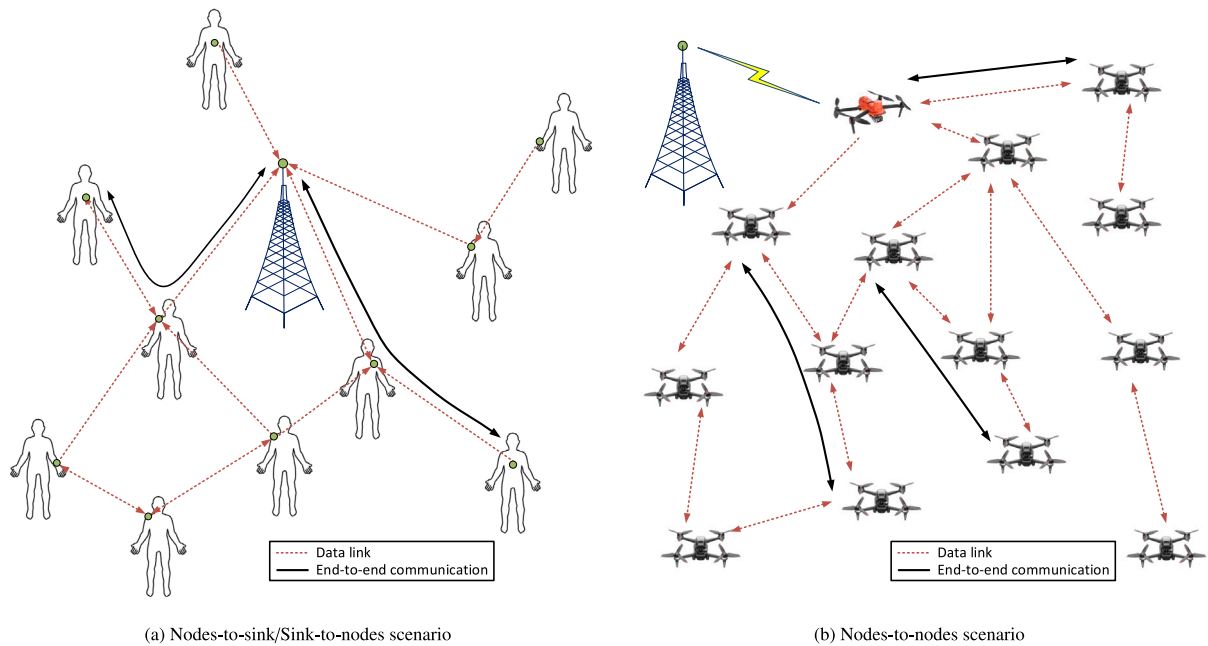 Data link
End-to-end communication
(a) Nodes-to-sink/Sink-to-nodes scenario
Data link
End-to-end communication
(b) Nodes-to-nodes scenario